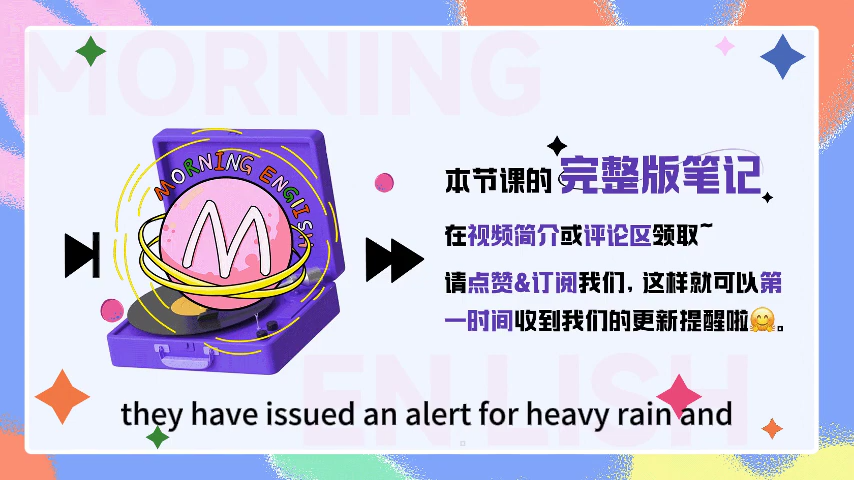 MORNING
MORNING ENGLISH
M
本节课的 完整版笔记
在视频简介或评论区领取~
请点赞&订阅我们，这样就可以第
一时间收到我们的更新提醒啦🤗。
EN LISH
they have issued an alert for heavy rain and